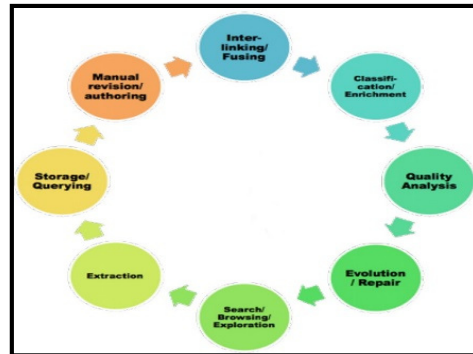 Inter-
linking/
Fusing
Classifi-
cation/
Enrichment
Quality
Analysis
Evolution
/ Repair
Search/
Browsing/
Exploration
Extraction
Storage/
Querying
Manual
revision/
authoring